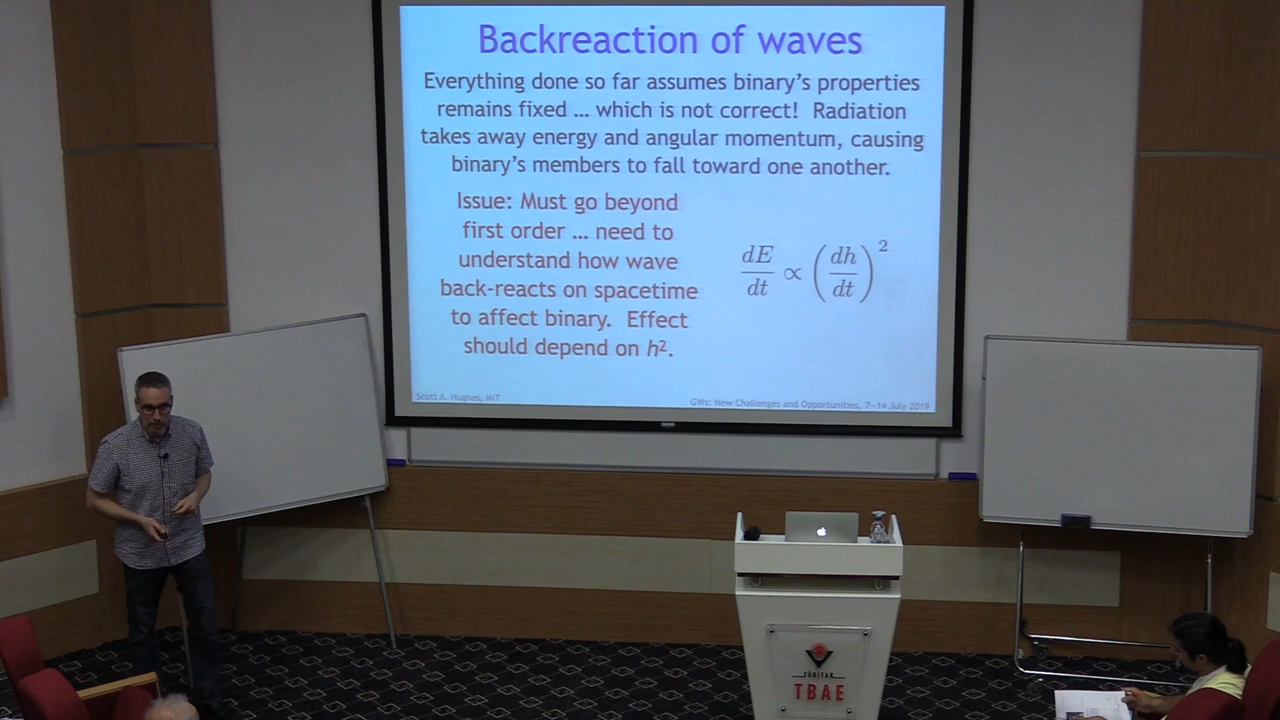 Backreaction of waves
Everything done so far assumes binary's properties
remains fixed … which is not correct! Radiation
takes away energy and angular momentum, causing
binary's members to fall toward one another.
Issue: Must go beyond
first order … need to
understand how wave
back-reacts on spacetime
to affect binary. Effect
should depend on h².
dE/dt ∝ (dh/dt)²
Scott A. Hughes, MIT
GWs: New Challenges and Opportunities, 7–14 July 2019
TÜBİTAK
TBAE